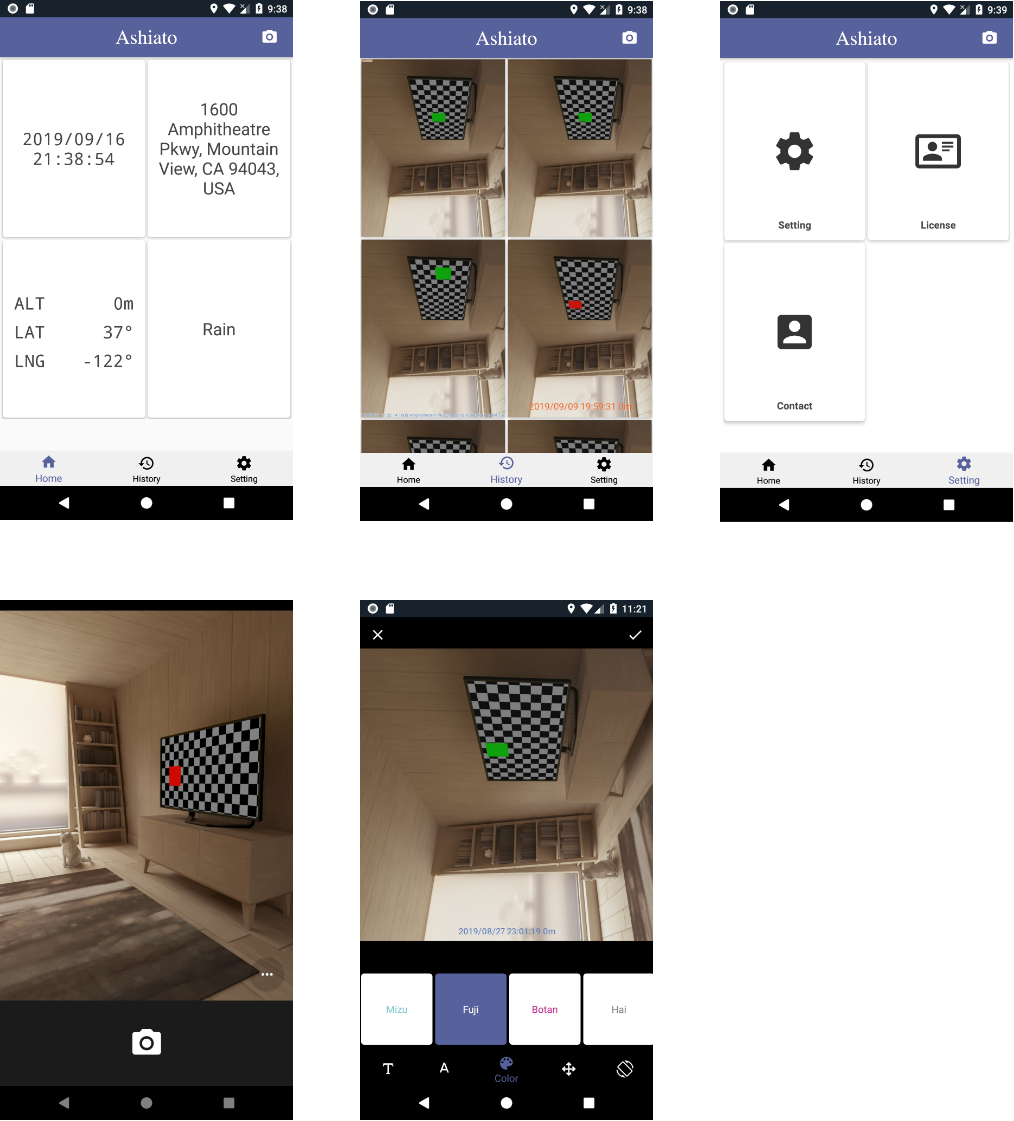 9:38
Ashiato
2019/09/16
21:38:54
1600
Amphitheatre
Pkwy, Mountain
View, CA 94043,
USA
ALT 0m
LAT 37°
LNG -122°
Rain
Home
History
Setting
9:38
Ashiato
2019/09/09 19:59:31 0m
Home
History
Setting
9:39
Ashiato
Setting
License
Contact
Home
History
Setting
11:21
2019/08/27 23:01:19 0m
Mizu
Fuji
Botan
Hai
T
A
Color